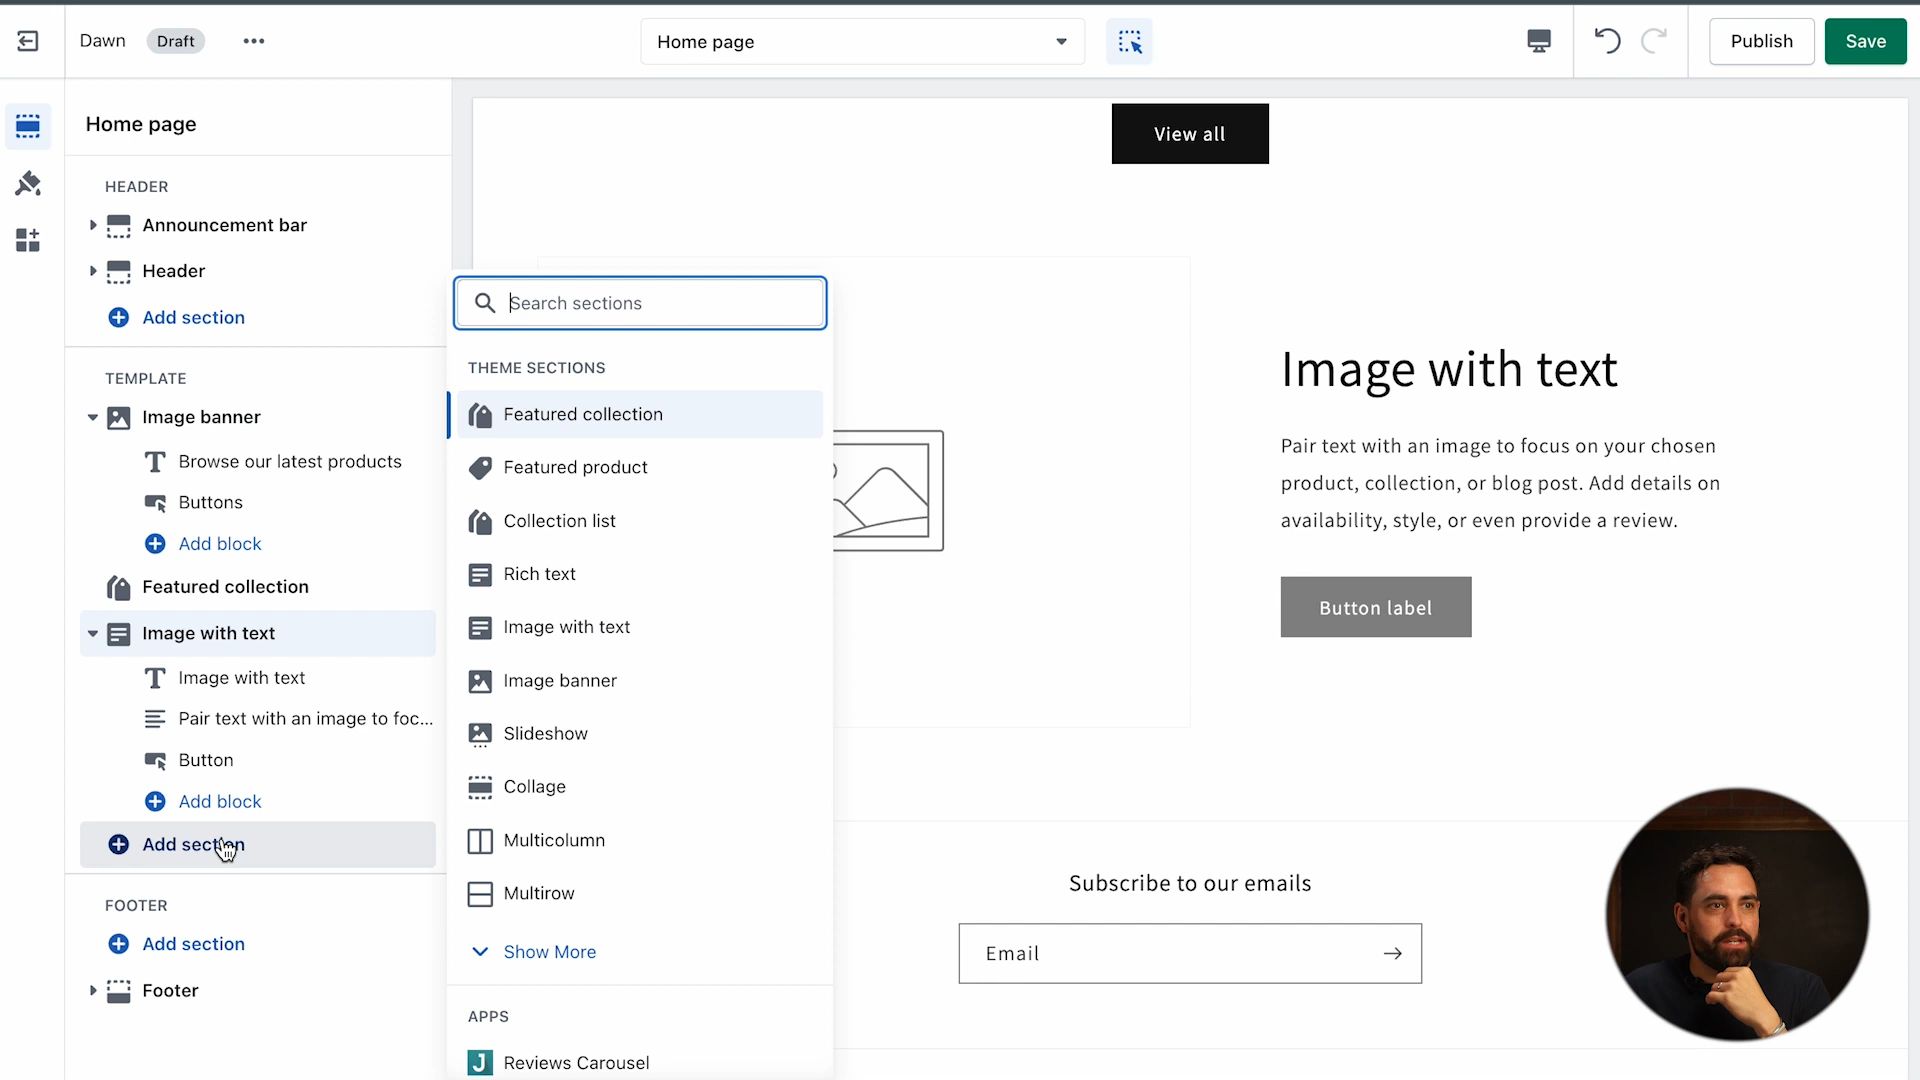 Dawn
Draft
Home page
Publish
Save
Home page
HEADER
Announcement bar
Header
Add section
TEMPLATE
Image banner
Browse our latest products
Buttons
Add block
Featured collection
Image with text
Image with text
Pair text with an image to foc...
Button
Add block
Add section
FOOTER
Add section
Footer
Search sections
THEME SECTIONS
Featured collection
Featured product
Collection list
Rich text
Image with text
Image banner
Slideshow
Collage
Multicolumn
Multirow
Show More
APPS
J
Reviews Carousel
View all
Image with text
Pair text with an image to focus on your chosen
product, collection, or blog post. Add details on
availability, style, or even provide a review.
Button label
Subscribe to our emails
Email